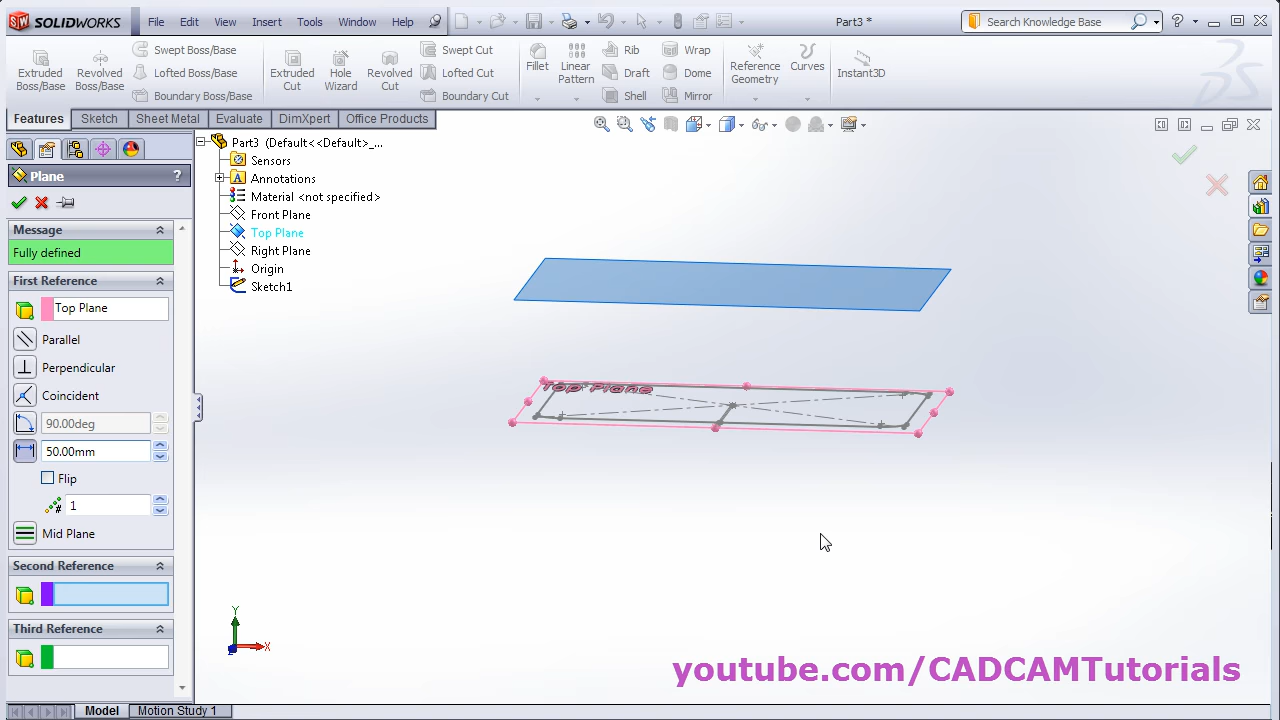 SOLIDWORKS File Edit View Insert Tools Window Help Part3 * Search Knowledge Base ?
Extruded Boss/Base Revolved Boss/Base Swept Boss/Base Lofted Boss/Base Boundary Boss/Base Extruded Cut Hole Wizard Revolved Cut Swept Cut Lofted Cut Boundary Cut Fillet Linear Pattern Rib Draft Shell Wrap Dome Mirror Reference Geometry Curves Instant3D
Features Sketch Sheet Metal Evaluate DimXpert Office Products
Plane ?
Message
Fully defined
First Reference
Top Plane
Parallel
Perpendicular
Coincident
90.00deg
50.00mm
Flip
# 1
Mid Plane
Second Reference
Third Reference
Part3 (Default<<Default>_...
Sensors
Annotations
Material <not specified>
Front Plane
Top Plane
Right Plane
Origin
Sketch1
Top Plane
Y
X
Z
youtube.com/CADCAMTutorials
Model Motion Study 1